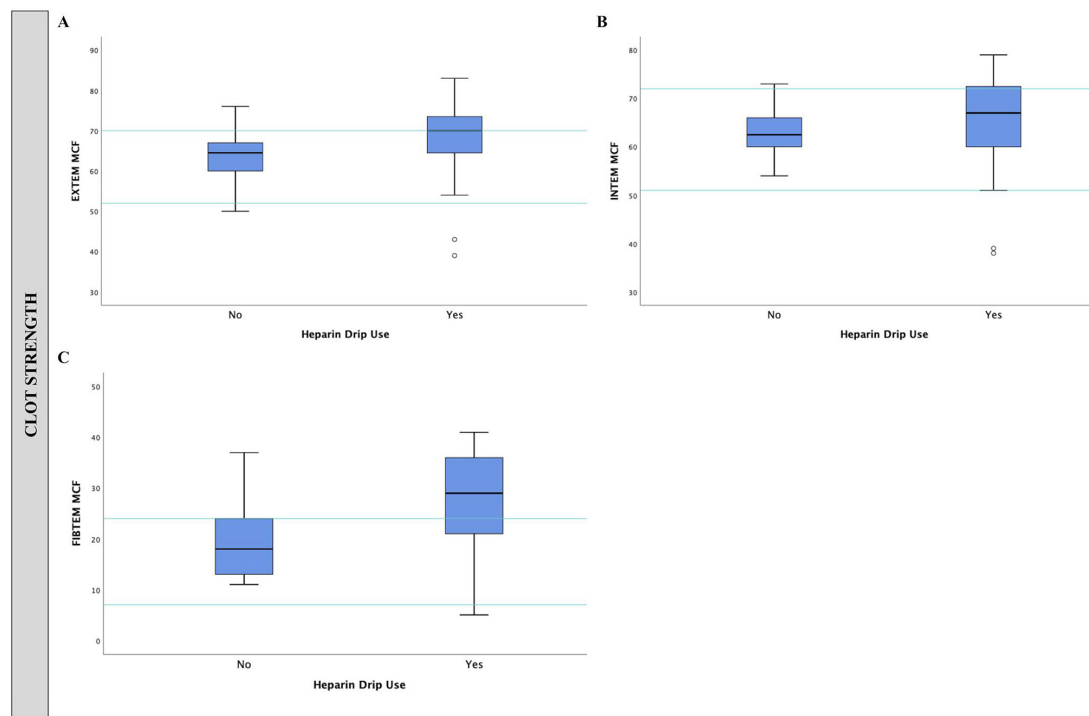 CLOT STRENGTH
A
EXTEM MCF
90
80
70
60
50
40
30
No
Yes
Heparin Drip Use
B
INTEM MCF
80
70
60
50
40
30
No
Yes
Heparin Drip Use
C
FIBTEM MCF
50
40
30
20
10
0
No
Yes
Heparin Drip Use